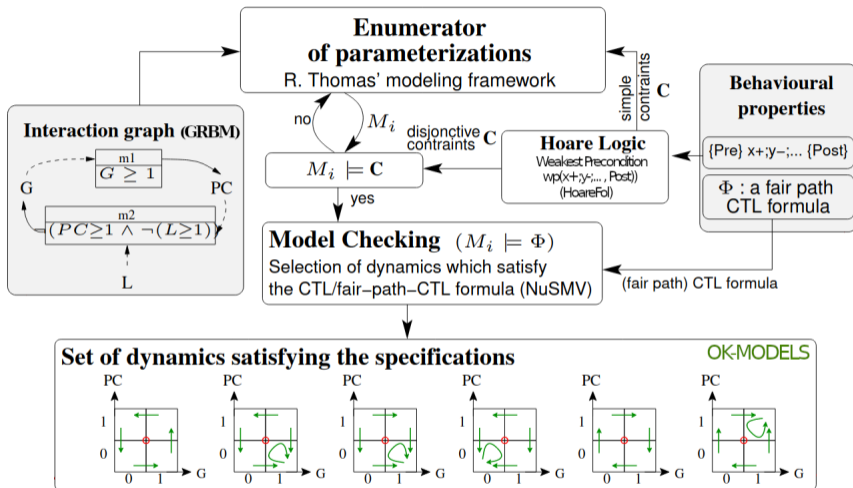 Enumerator
of parameterizations
R. Thomas' modeling framework
Interaction graph (GRBM)
m1
G ≥ 1
G
PC
m2
(PC≥1 ∧ ¬(L≥1))
L
no
M_i
disjunctive
contraints
C
simple
contraints
C
M_i ⊨ C
yes
Hoare Logic
Weakest Precondition
wp(x+;y-;... , Post))
(HoareFol)
Behavioural
properties
{Pre} x+;y−;... {Post}
Φ : a fair path
CTL formula
Model Checking (M_i ⊨ Φ)
Selection of dynamics which satisfy
the CTL/fair−path−CTL formula (NuSMV)
(fair path) CTL formula
Set of dynamics satisfying the specifications
OK-MODELS
PC
1
0
0 1
G
PC
1
0
0 1
G
PC
1
0
0 1
G
PC
1
0
0 1
G
PC
1
0
0 1
G
PC
1
0
0 1
G